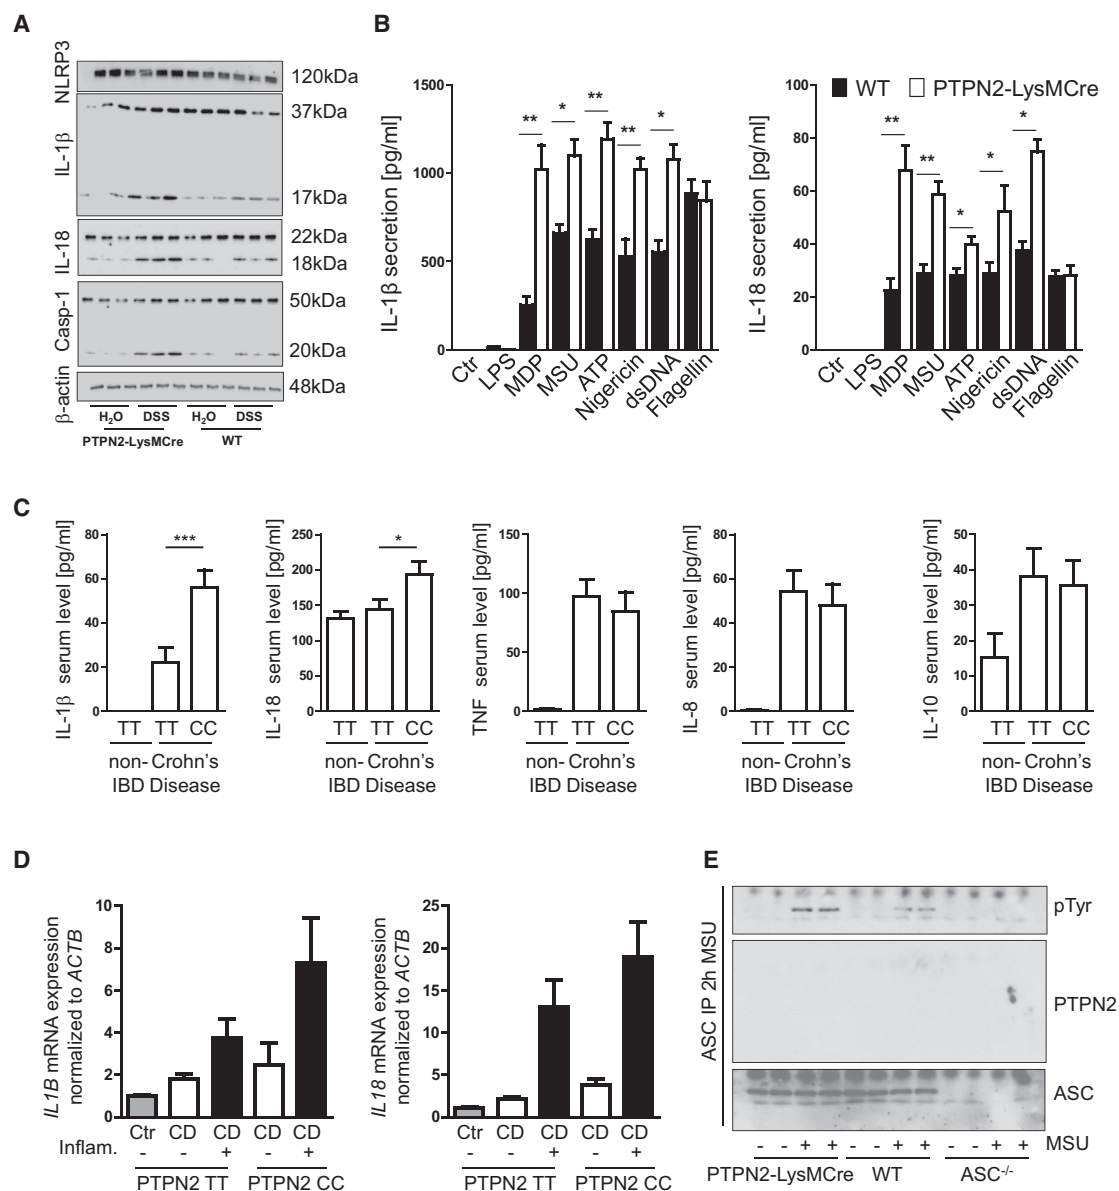 A
NLRP3
120kDa
IL-1β
37kDa
17kDa
IL-18
22kDa
18kDa
Casp-1
50kDa
20kDa
β-actin
48kDa
H2O DSS H2O DSS
PTPN2-LysMCre WT
B
IL-1β secretion [pg/ml]
1500
1000
500
0
** * ** ** *
Ctr LPS MDP MSU ATP Nigericin dsDNA Flagellin
IL-18 secretion [pg/ml]
100
80
60
40
20
0
WT PTPN2-LysMCre
** ** * * *
Ctr LPS MDP MSU ATP Nigericin dsDNA Flagellin
C
IL-1β serum level [pg/ml]
80
60
40
20
0
***
TT TT CC
non- Crohn's
IBD Disease
IL-18 serum level [pg/ml]
250
200
150
100
50
0
*
TT TT CC
non- Crohn's
IBD Disease
TNF serum level [pg/ml]
150
100
50
0
TT TT CC
non- Crohn's
IBD Disease
IL-8 serum level [pg/ml]
80
60
40
20
0
TT TT CC
non- Crohn's
IBD Disease
IL-10 serum level [pg/ml]
50
40
30
20
10
0
TT TT CC
non- Crohn's
IBD Disease
D
IL1B mRNA expression
normalized to ACTB
10
8
6
4
2
0
Ctr CD CD CD CD
Inflam. - - + - +
PTPN2 TT PTPN2 CC
IL18 mRNA expression
normalized to ACTB
25
20
15
10
5
0
Ctr CD CD CD CD
- - + - +
PTPN2 TT PTPN2 CC
E
ASC IP 2h MSU
pTyr
PTPN2
ASC
- - + + - - + + - - + + MSU
PTPN2-LysMCre WT ASC-/-